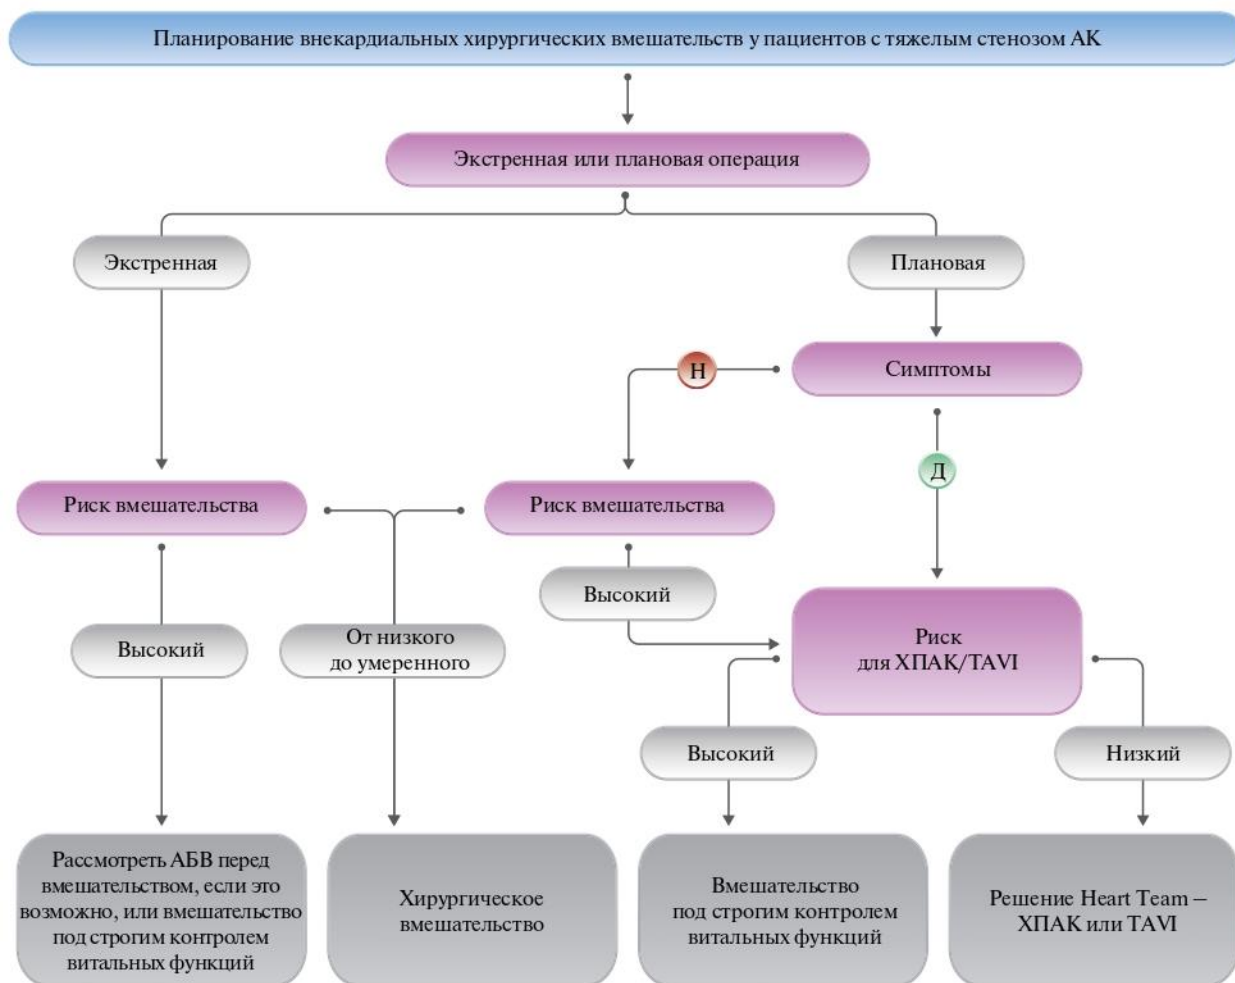 Планирование внекардиальных хирургических вмешательств у пациентов с тяжелым стенозом АК
Экстренная или плановая операция
Экстренная
Плановая
Н
Симптомы
Д
Риск вмешательства
Риск вмешательства
Высокий
Высокий
От низкого
до умеренного
Риск
для ХПАК/TAVI
Высокий
Низкий
Рассмотреть АБВ перед
вмешательством, если это
возможно, или вмешательство
под строгим контролем
витальных функций
Хирургическое
вмешательство
Вмешательство
под строгим контролем
витальных функций
Решение Heart Team –
ХПАК или TAVI